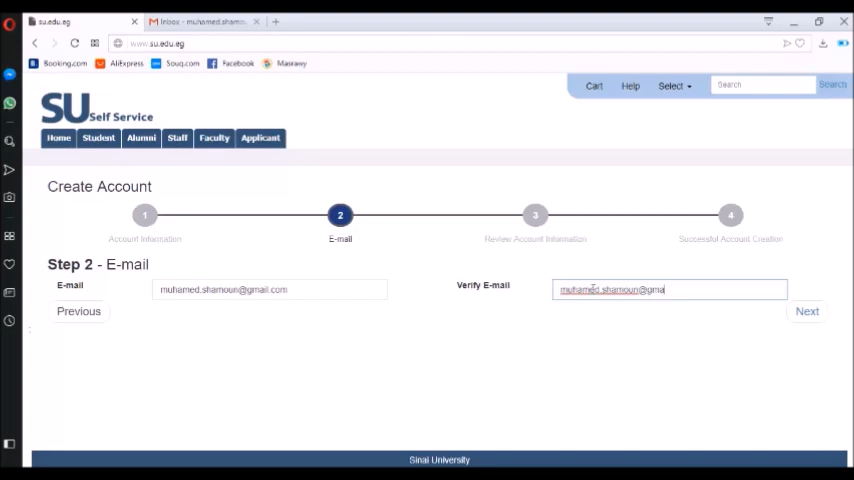 su.edu.eg
Inbox - muhamed.shamou
www.su.edu.eg
Booking.com AliExpress Souq.com Facebook Masrawy
Cart Help Select Search Search
SU Self Service
Home Student Alumni Staff Faculty Applicant
Create Account
1 2 3 4
Account Information E-mail Review Account Information Successful Account Creation
Step 2 - E-mail
E-mail muhamed.shamoun@gmail.com Verify E-mail muhamed.shamoun@gma
Previous Next
Sinai University